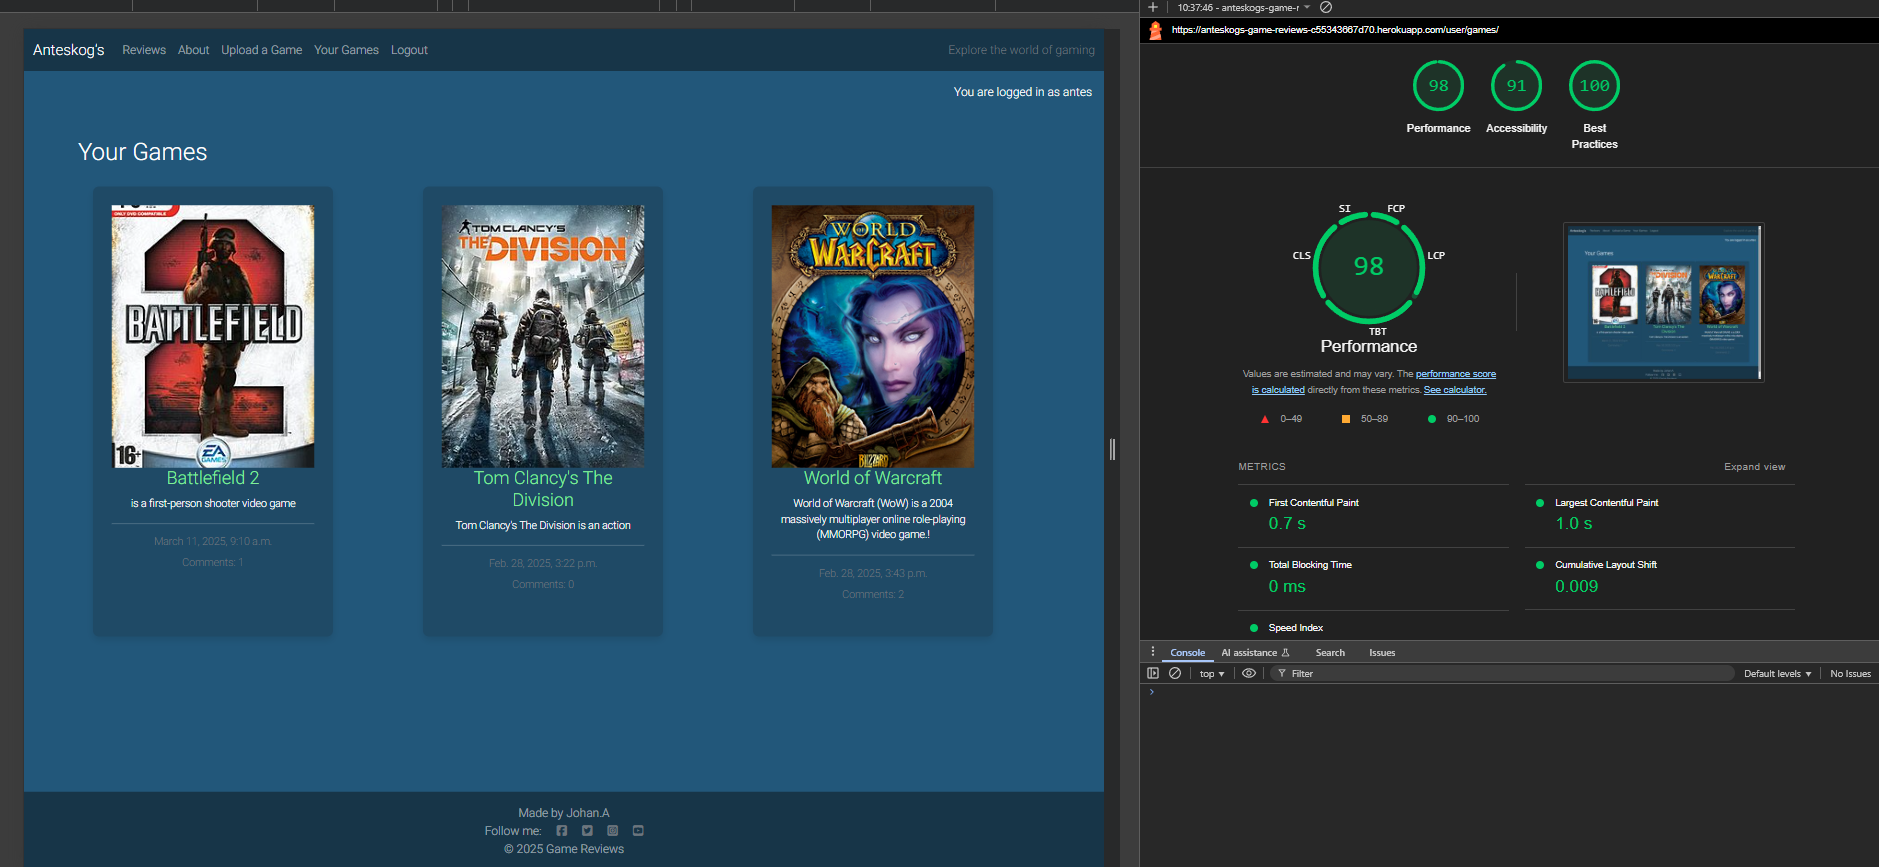 Anteskog's Reviews About Upload a Game Your Games Logout Explore the world of gaming
You are logged in as antes
Your Games
ONLY DVD COMPATIBLE
BATTLEFIELD
2
16+
EA
GAMES
Battlefield 2
is a first-person shooter video game
March 11, 2025, 9:10 a.m.
Comments: 1
TOM CLANCY'S
THE DIVISION
Tom Clancy's The
Division
Tom Clancy's The Division is an action
Feb. 28, 2025, 3:22 p.m.
Comments: 0
WORLD
OF
WARCRAFT
BLIZZARD
World of Warcraft
World of Warcraft (WoW) is a 2004
massively multiplayer online role-playing
(MMORPG) video game.!
Feb. 28, 2025, 3:43 p.m.
Comments: 2
Made by Johan.A
Follow me:
© 2025 Game Reviews
10:37:46 - anteskogs-game-r
https://anteskogs-game-reviews-c55343667d70.herokuapp.com/user/games/
98 91 100
Performance Accessibility Best
Practices
SI FCP
CLS 98 LCP
TBT
Performance
Values are estimated and may vary. The performance score
is calculated directly from these metrics. See calculator.
0–49 50–89 90–100
METRICS Expand view
First Contentful Paint
0.7 s
Largest Contentful Paint
1.0 s
Total Blocking Time
0 ms
Cumulative Layout Shift
0.009
Speed Index
Console AI assistance Search Issues
top Filter Default levels No Issues